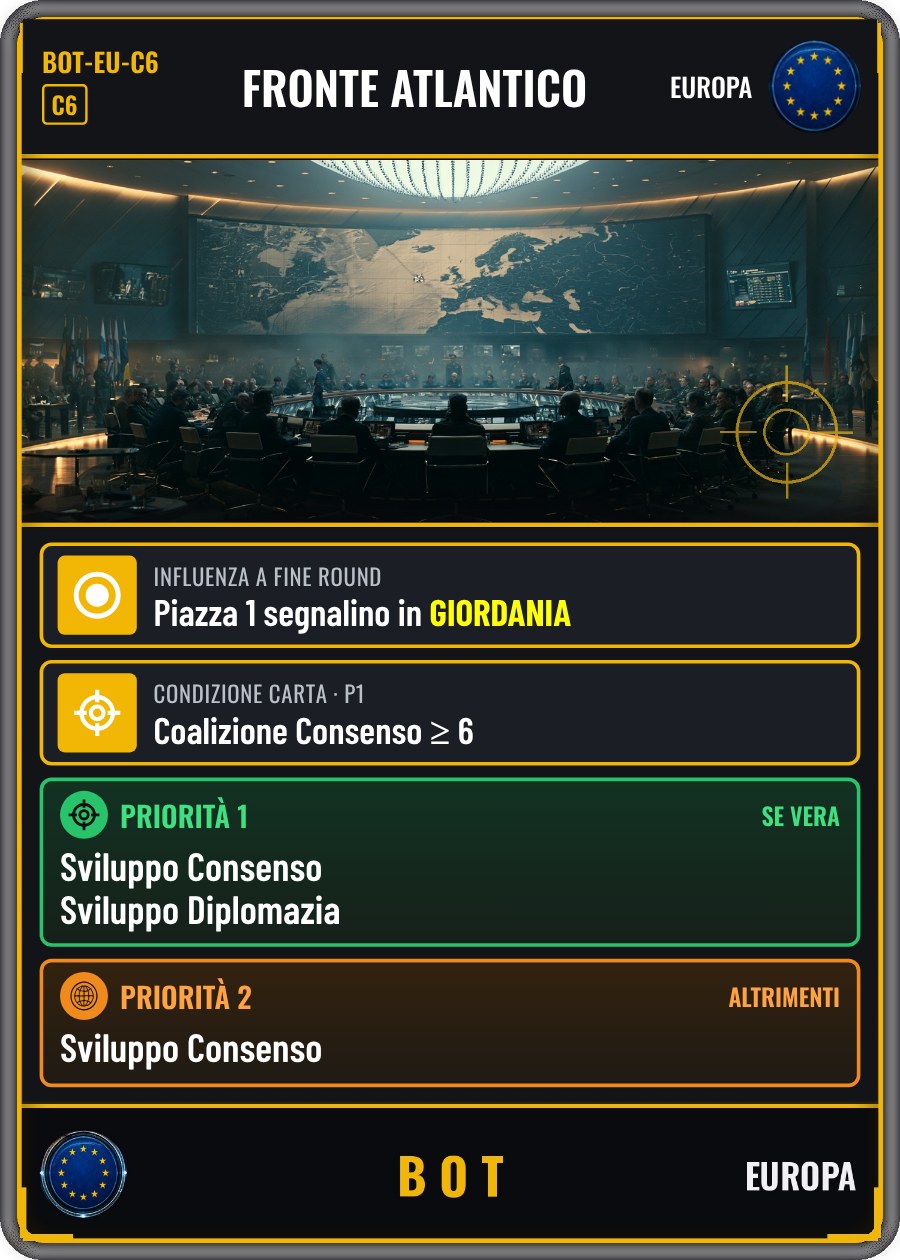 BOT-EU-C6
C6
FRONTE ATLANTICO
EUROPA
INFLUENZA A FINE ROUND
Piazza 1 segnalino in GIORDANIA
CONDIZIONE CARTA · P1
Coalizione Consenso ≥ 6
PRIORITÀ 1
SE VERA
Sviluppo Consenso
Sviluppo Diplomazia
PRIORITÀ 2
ALTRIMENTI
Sviluppo Consenso
BOT
EUROPA